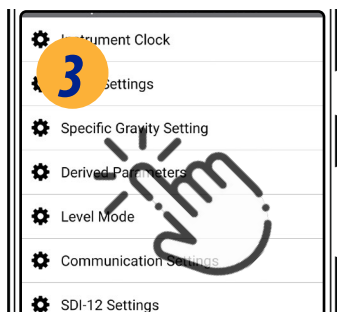 Instrument Clock
3
Settings
Specific Gravity Setting
Derived Parameters
Level Mode
Communication Settings
SDI-12 Settings